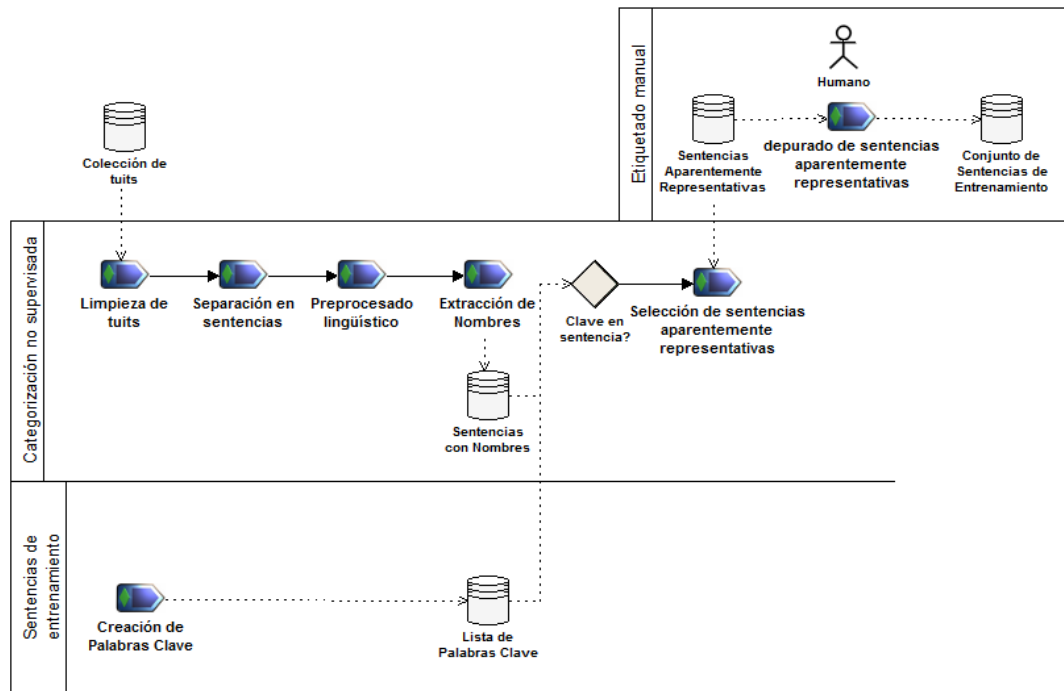 Etiquetado manual
Humano
Sentencias
Aparentemente
Representativas
depurado de sentencias
aparentemente
representativas
Conjunto de
Sentencias de
Entrenamiento
Colección de
tuits
Categorización no supervisada
Limpieza de
tuits
Separación en
sentencias
Preprocesado
lingüístico
Extracción de
Nombres
Clave en
sentencia?
Selección de sentencias
aparentemente
representativas
Sentencias
con Nombres
Sentencias de
entrenamiento
Creación de
Palabras Clave
Lista de
Palabras Clave